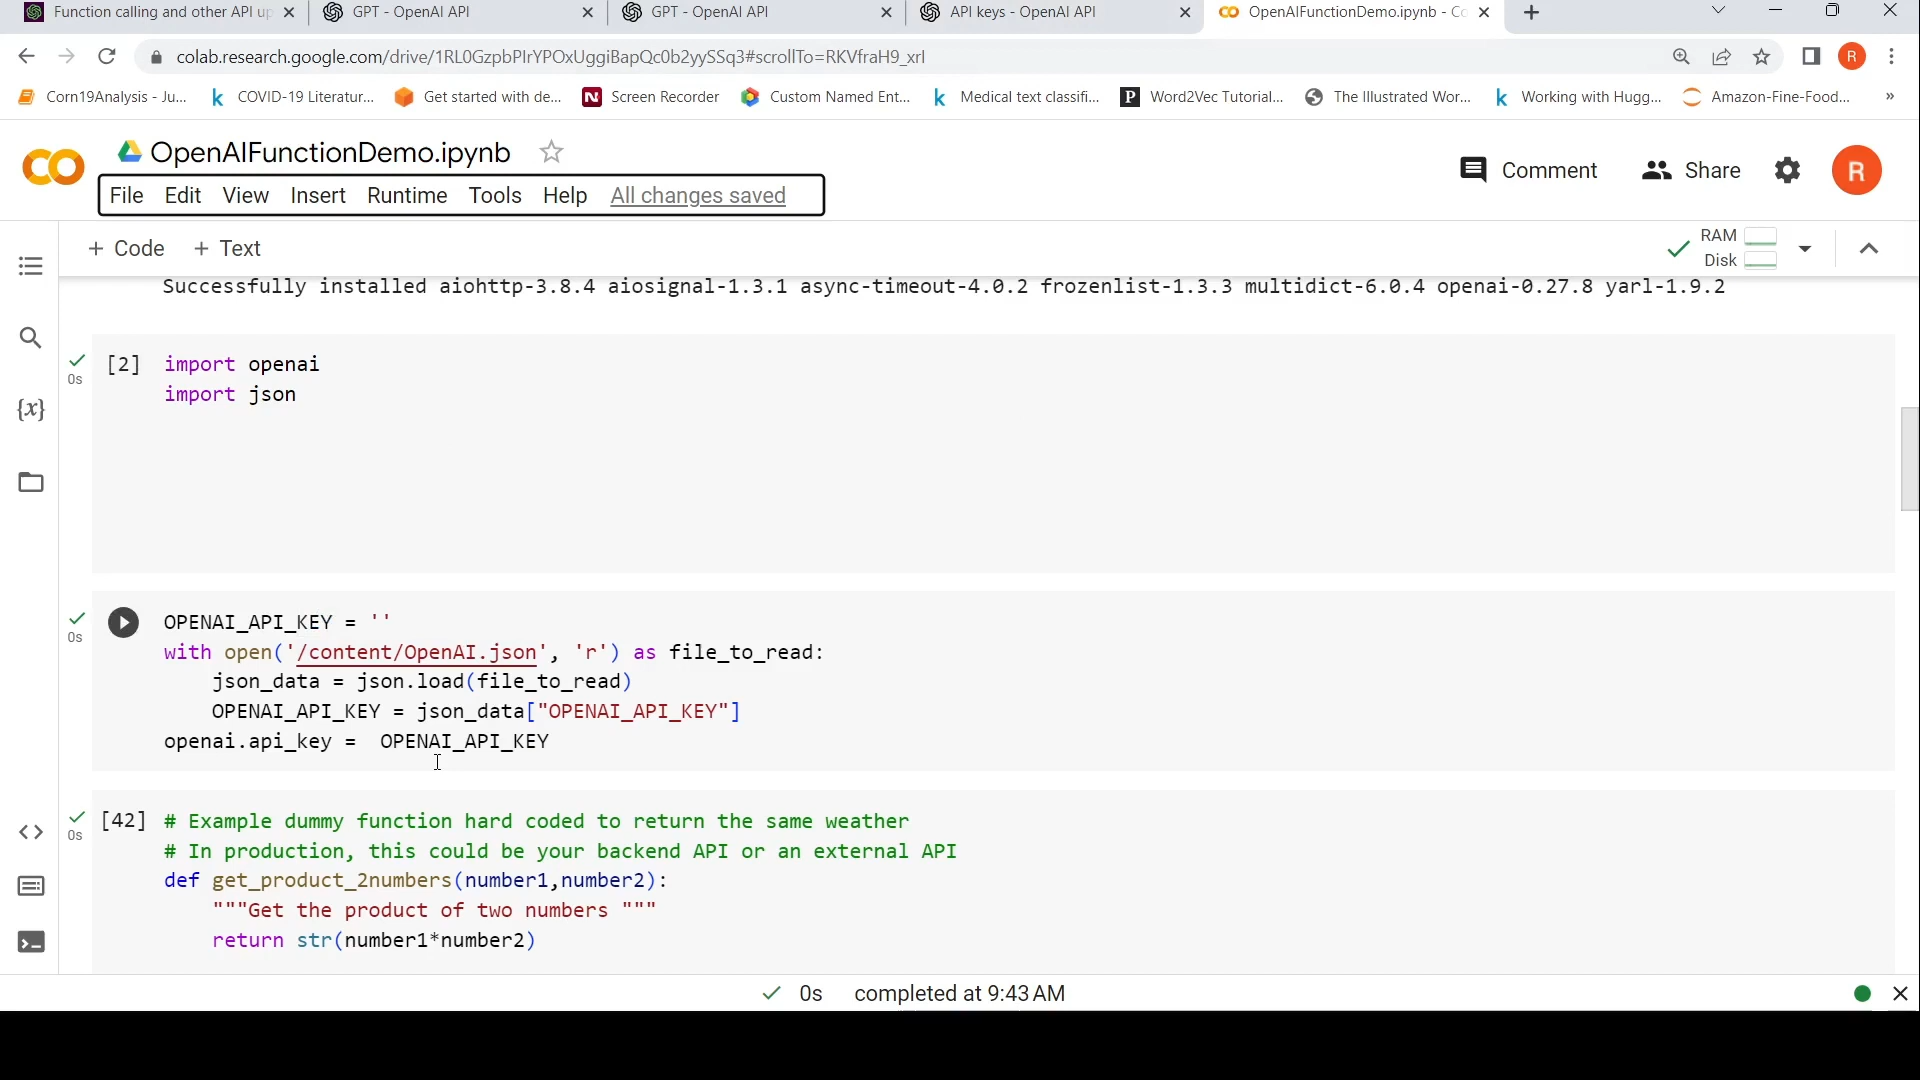 Function calling and other API up
GPT - OpenAI API
GPT - OpenAI API
API keys - OpenAI API
OpenAIFunctionDemo.ipynb - Co
colab.research.google.com/drive/1RL0GzpbPIrYPOxUggiBapQc0b2yySSq3#scrollTo=RKVfraH9_xrI
R
Corn19Analysis - Ju...
COVID-19 Literatur...
Get started with de...
Screen Recorder
Custom Named Ent...
Medical text classifi...
Word2Vec Tutorial...
The Illustrated Wor...
Working with Hugg...
Amazon-Fine-Food...
»
OpenAIFunctionDemo.ipynb
Comment
Share
R
File Edit View Insert Runtime Tools Help All changes saved
+ Code + Text
RAM
Disk
Successfully installed aiohttp-3.8.4 aiosignal-1.3.1 async-timeout-4.0.2 frozenlist-1.3.3 multidict-6.0.4 openai-0.27.8 yarl-1.9.2
[2] import openai
0s
import json
OPENAI_API_KEY = ''
0s
with open('/content/OpenAI.json', 'r') as file_to_read:
json_data = json.load(file_to_read)
OPENAI_API_KEY = json_data["OPENAI_API_KEY"]
openai.api_key =  OPENAI_API_KEY
[42] # Example dummy function hard coded to return the same weather
0s
# In production, this could be your backend API or an external API
def get_product_2numbers(number1,number2):
"""Get the product of two numbers """
return str(number1*number2)
0s completed at 9:43 AM